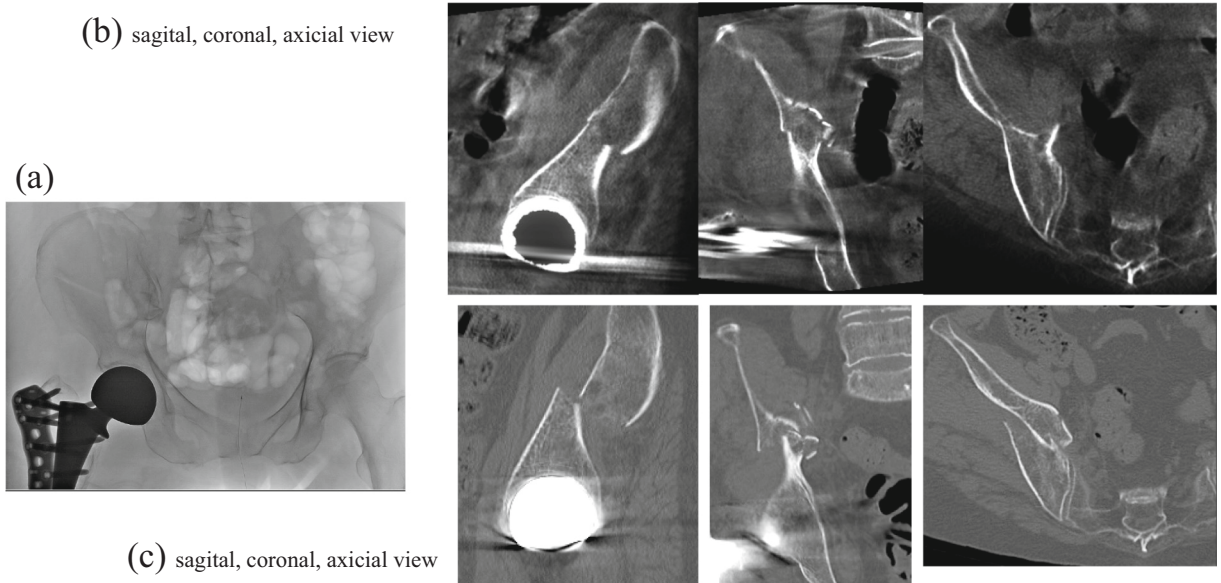 (b) sagital, coronal, axicial view
(a)
(c) sagital, coronal, axicial view